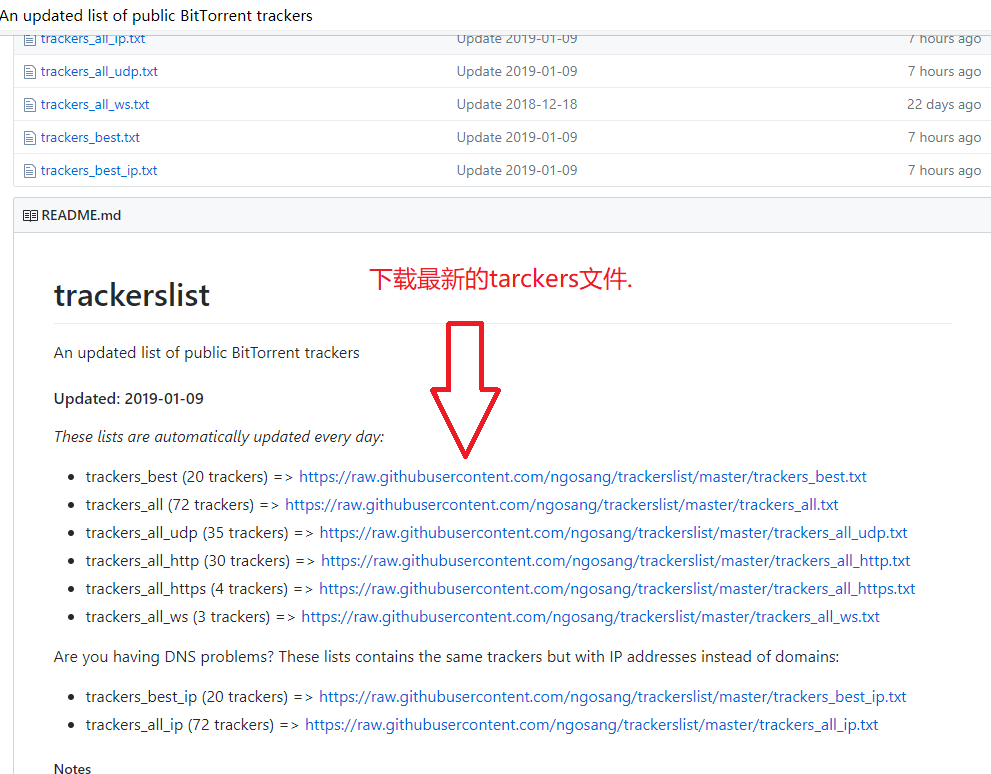 An updated list of public BitTorrent trackers
trackers_all_ip.txt Update 2019-01-09 7 hours ago
trackers_all_udp.txt Update 2019-01-09 7 hours ago
trackers_all_ws.txt Update 2018-12-18 22 days ago
trackers_best.txt Update 2019-01-09 7 hours ago
trackers_best_ip.txt Update 2019-01-09 7 hours ago
README.md
下载最新的tarckers文件.
trackerslist
An updated list of public BitTorrent trackers
Updated: 2019-01-09
These lists are automatically updated every day:
• trackers_best (20 trackers) => https://raw.githubusercontent.com/ngosang/trackerslist/master/trackers_best.txt
• trackers_all (72 trackers) => https://raw.githubusercontent.com/ngosang/trackerslist/master/trackers_all.txt
• trackers_all_udp (35 trackers) => https://raw.githubusercontent.com/ngosang/trackerslist/master/trackers_all_udp.txt
• trackers_all_http (30 trackers) => https://raw.githubusercontent.com/ngosang/trackerslist/master/trackers_all_http.txt
• trackers_all_https (4 trackers) => https://raw.githubusercontent.com/ngosang/trackerslist/master/trackers_all_https.txt
• trackers_all_ws (3 trackers) => https://raw.githubusercontent.com/ngosang/trackerslist/master/trackers_all_ws.txt
Are you having DNS problems? These lists contains the same trackers but with IP addresses instead of domains:
• trackers_best_ip (20 trackers) => https://raw.githubusercontent.com/ngosang/trackerslist/master/trackers_best_ip.txt
• trackers_all_ip (72 trackers) => https://raw.githubusercontent.com/ngosang/trackerslist/master/trackers_all_ip.txt
Notes